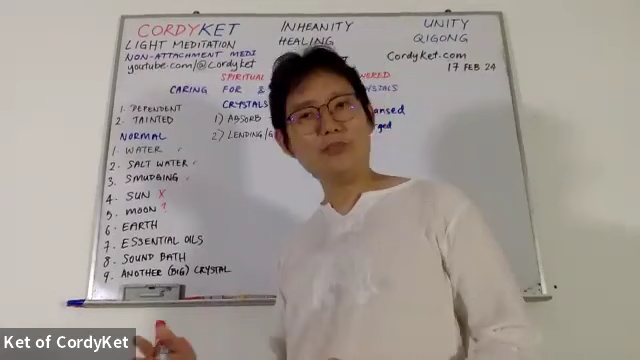 CORDYKET
LIGHT MEDITATION
NON-ATTACHMENT MEDI
youtube.com/@Cordyket
INHEANITY
HEALING
UNITY
QIGONG
Cordyket.com
17 FEB 24
SPIRITUAL
CARING FOR &
1. DEPENDENT
2. TAINTED
NORMAL
1. WATER
2. SALT WATER
3. SMUDGING
4. SUN X
5. MOON ?
6. EARTH
7. ESSENTIAL OILS
8. SOUND BATH
9. ANOTHER (BIG) CRYSTAL
CRYSTALS
1) ABSORB
2) LENDING/G
Ket of CordyKet